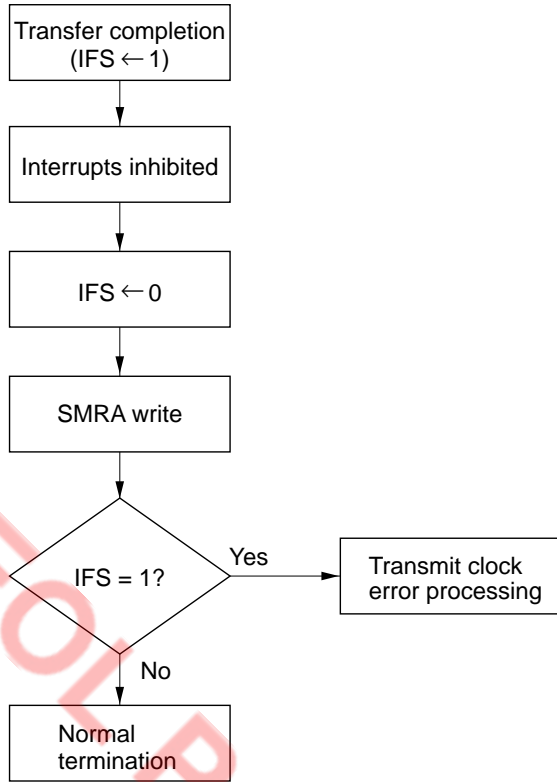 Transfer completion
(IFS ← 1)
Interrupts inhibited
IFS ← 0
SMRA write
IFS = 1?
Yes
Transmit clock
error processing
No
Normal
termination